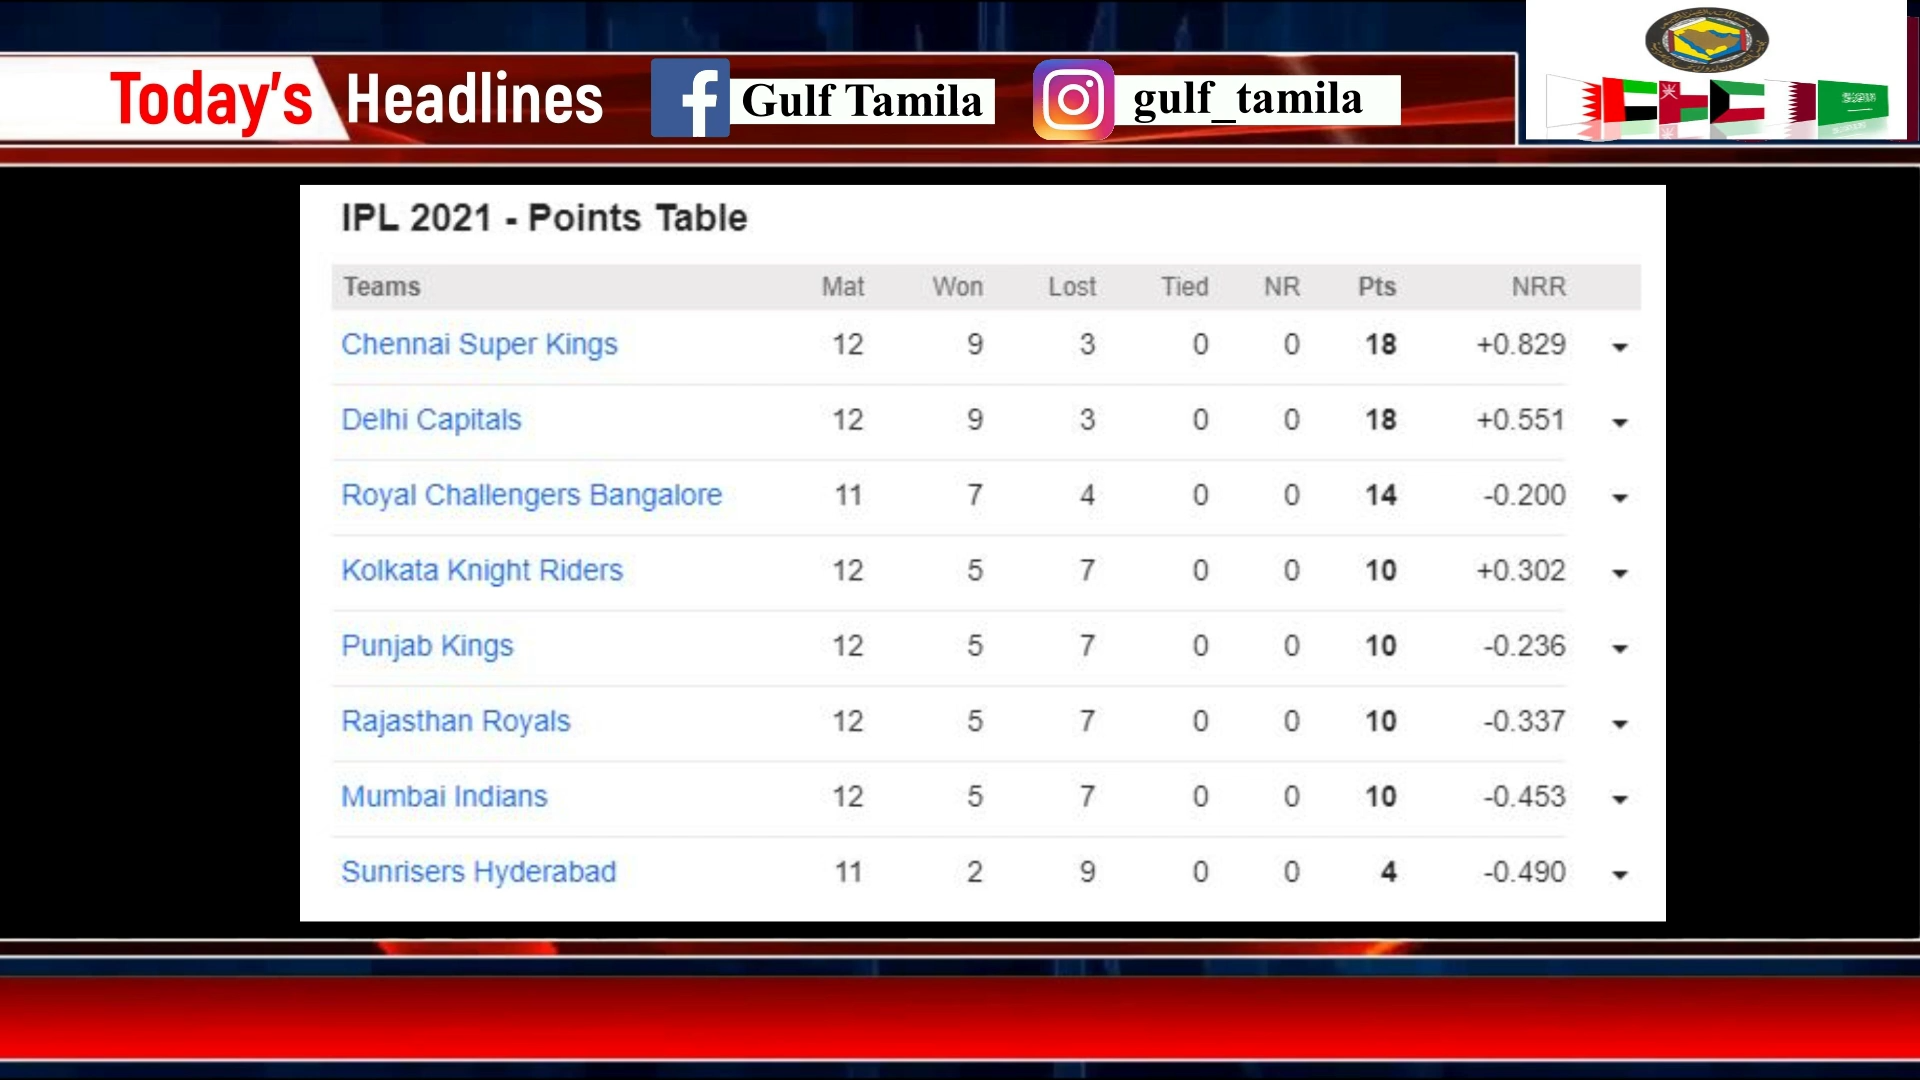 Today's Headlines Gulf Tamila gulf_tamila
IPL 2021 - Points Table
Teams Mat Won Lost Tied NR Pts NRR
Chennai Super Kings 12 9 3 0 0 18 +0.829
Delhi Capitals 12 9 3 0 0 18 +0.551
Royal Challengers Bangalore 11 7 4 0 0 14 -0.200
Kolkata Knight Riders 12 5 7 0 0 10 +0.302
Punjab Kings 12 5 7 0 0 10 -0.236
Rajasthan Royals 12 5 7 0 0 10 -0.337
Mumbai Indians 12 5 7 0 0 10 -0.453
Sunrisers Hyderabad 11 2 9 0 0 4 -0.490